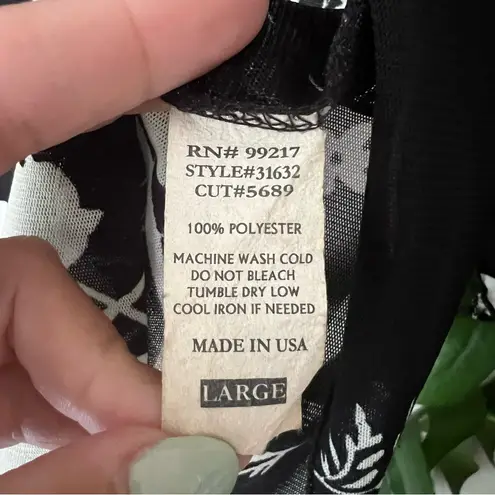 RN# 99217
STYLE#31632
CUT#5689
100% POLYESTER
MACHINE WASH COLD
DO NOT BLEACH
TUMBLE DRY LOW
COOL IRON IF NEEDED
MADE IN USA
LARGE